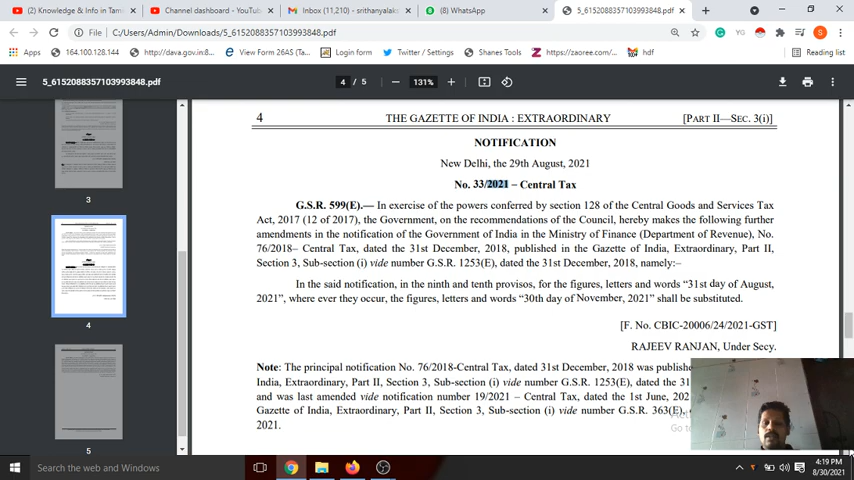 (2) Knowledge & Info in Tam
Channel dashboard - YouTu
Inbox (11,210) - srithanyalaks
(8) WhatsApp
5_6152088357103993848.pdf
File | C:/Users/Admin/Downloads/5_6152088357103993848.pdf
Apps
164.100.128.144
http://dava.gov.in:8...
View Form 26AS (Ta...
Login form
Twitter / Settings
Shanes Tools
https://zaoree.com/...
hdf
Reading list
5_6152088357103993848.pdf
4 / 5
131%
3
4
5
4 THE GAZETTE OF INDIA : EXTRAORDINARY [PART II—SEC. 3(i)]
NOTIFICATION
New Delhi, the 29th August, 2021
No. 33/2021 – Central Tax
G.S.R. 599(E).— In exercise of the powers conferred by section 128 of the Central Goods and Services Tax
Act, 2017 (12 of 2017), the Government, on the recommendations of the Council, hereby makes the following further
amendments in the notification of the Government of India in the Ministry of Finance (Department of Revenue), No.
76/2018– Central Tax, dated the 31st December, 2018, published in the Gazette of India, Extraordinary, Part II,
Section 3, Sub-section (i) vide number G.S.R. 1253(E), dated the 31st December, 2018, namely:–
In the said notification, in the ninth and tenth provisos, for the figures, letters and words “31st day of August,
2021”, where ever they occur, the figures, letters and words “30th day of November, 2021” shall be substituted.
[F. No. CBIC-20006/24/2021-GST]
RAJEEV RANJAN, Under Secy.
Note: The principal notification No. 76/2018-Central Tax, dated 31st December, 2018 was publish
India, Extraordinary, Part II, Section 3, Sub-section (i) vide number G.S.R. 1253(E), dated the 31
and was last amended vide notification number 19/2021 – Central Tax, dated the 1st June, 202
Gazette of India, Extraordinary, Part II, Section 3, Sub-section (i) vide number G.S.R. 363(E),
2021.
Go to
Search the web and Windows
4:19 PM
8/30/2021